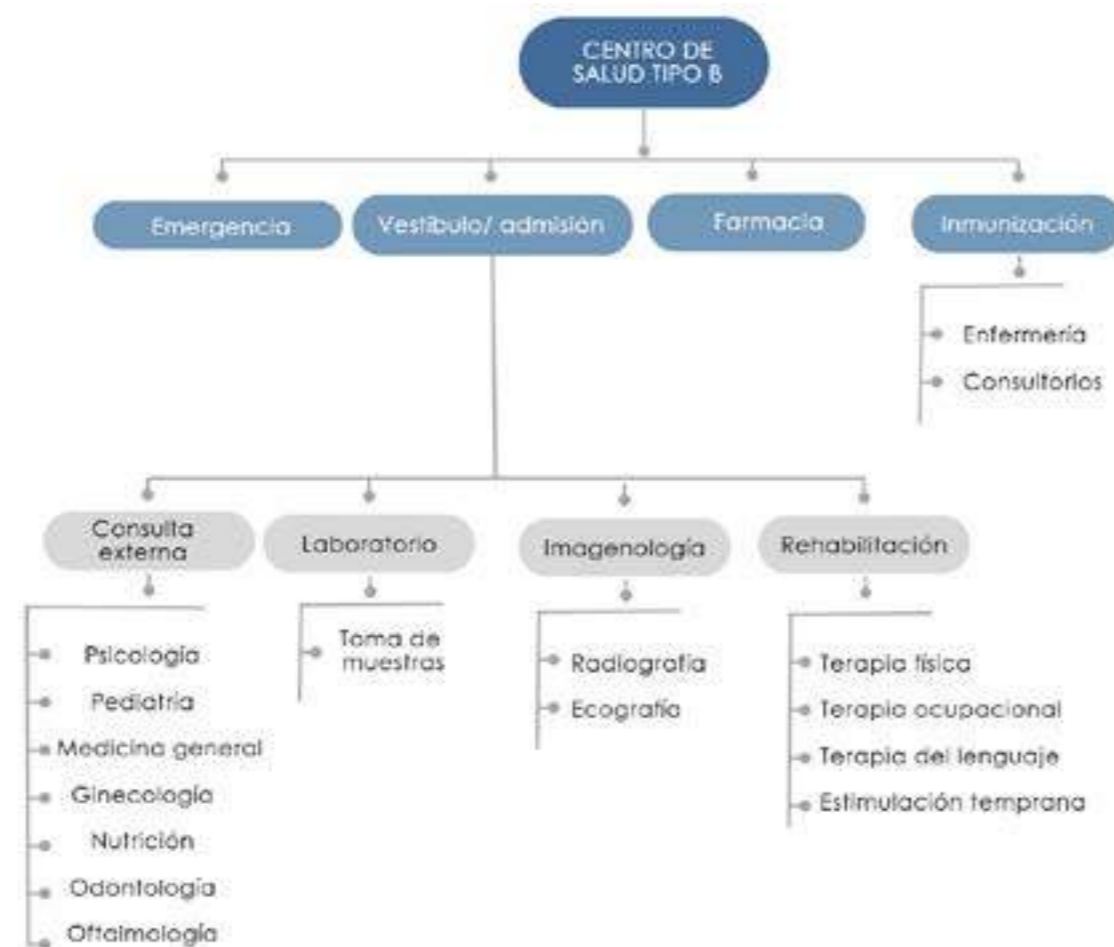 CENTRO DE
SALUD TIPO B
Emergencia
Vestíbulo/ admisión
Farmacia
Inmunización
Enfermería
Consultorios
Consulta
externa
Laboratorio
Imagenología
Rehabilitación
Psicología
Pediatría
Medicina general
Ginecología
Nutrición
Odontología
Oftalmología
Toma de
muestras
Radiografía
Ecografía
Terapia física
Terapia ocupacional
Terapia del lenguaje
Estimulación temprana